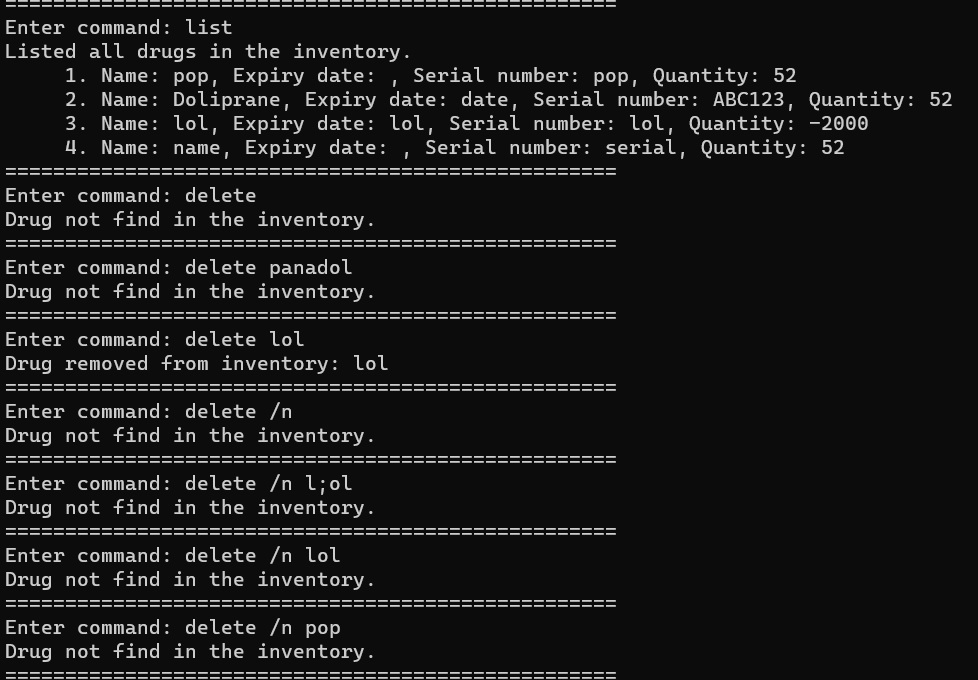 ===================================================
Enter command: list
Listed all drugs in the inventory.
     1. Name: pop, Expiry date: , Serial number: pop, Quantity: 52
     2. Name: Doliprane, Expiry date: date, Serial number: ABC123, Quantity: 52
     3. Name: lol, Expiry date: lol, Serial number: lol, Quantity: -2000
     4. Name: name, Expiry date: , Serial number: serial, Quantity: 52
===================================================
Enter command: delete
Drug not find in the inventory.
===================================================
Enter command: delete panadol
Drug not find in the inventory.
===================================================
Enter command: delete lol
Drug removed from inventory: lol
===================================================
Enter command: delete /n
Drug not find in the inventory.
===================================================
Enter command: delete /n l;ol
Drug not find in the inventory.
===================================================
Enter command: delete /n lol
Drug not find in the inventory.
===================================================
Enter command: delete /n pop
Drug not find in the inventory.
===================================================